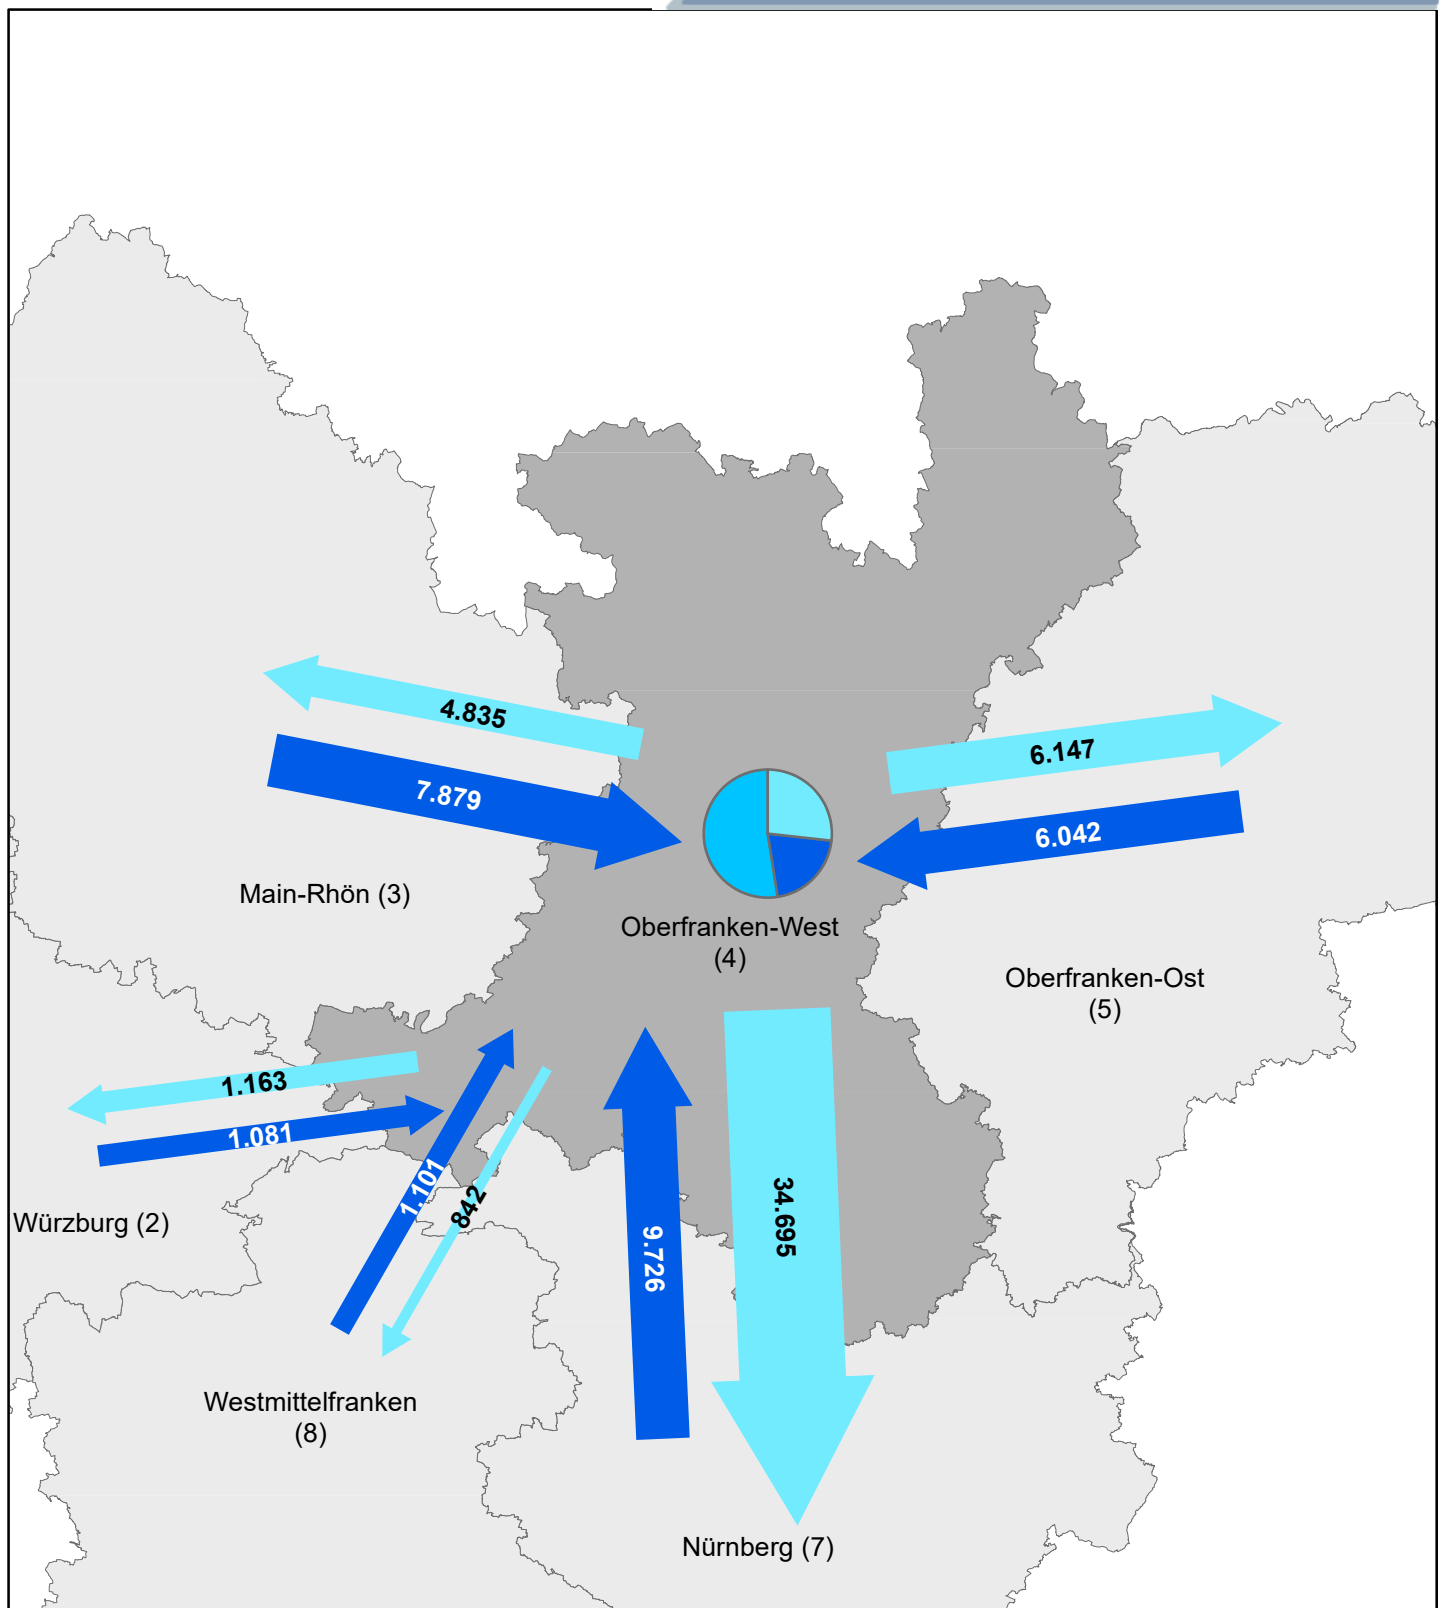 4.835
7.879
6.147
6.042
Main-Rhön (3)
Oberfranken-West
(4)
Oberfranken-Ost
(5)
1.163
1.081
1.101
842
9.726
34.695
Würzburg (2)
Westmittelfranken
(8)
Nürnberg (7)